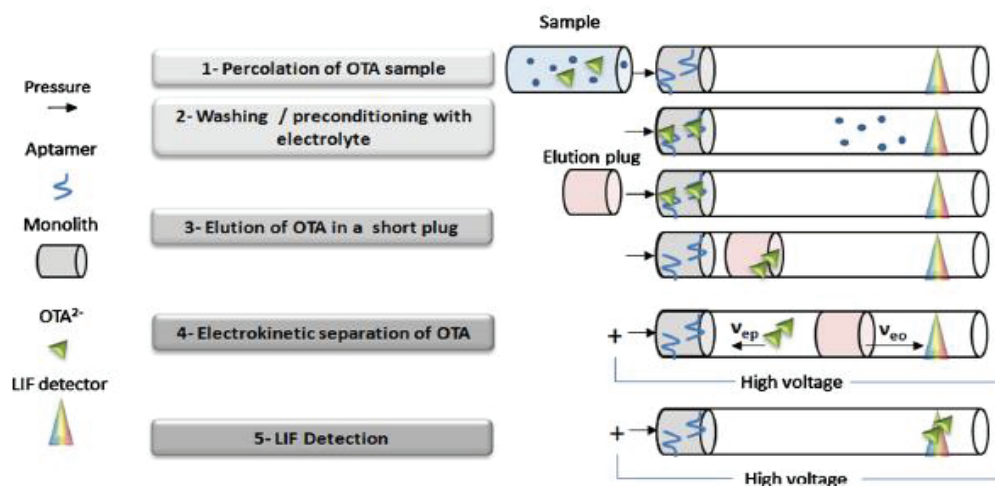 Sample
1- Percolation of OTA sample
Pressure
2- Washing / preconditioning with
electrolyte
Aptamer
Elution plug
Monolith
3- Elution of OTA in a short plug
OTA2-
4- Electrokinetic separation of OTA
+
vep
veo
LIF detector
High voltage
5- LIF Detection
+
High voltage